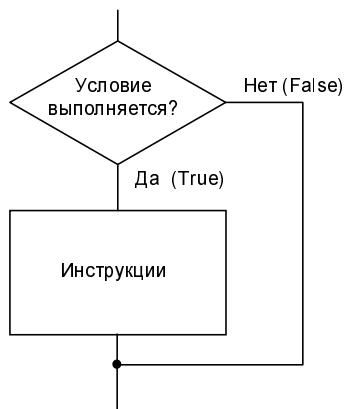 Условие
выполняется?
Нет (False)
Да (True)
Инструкции